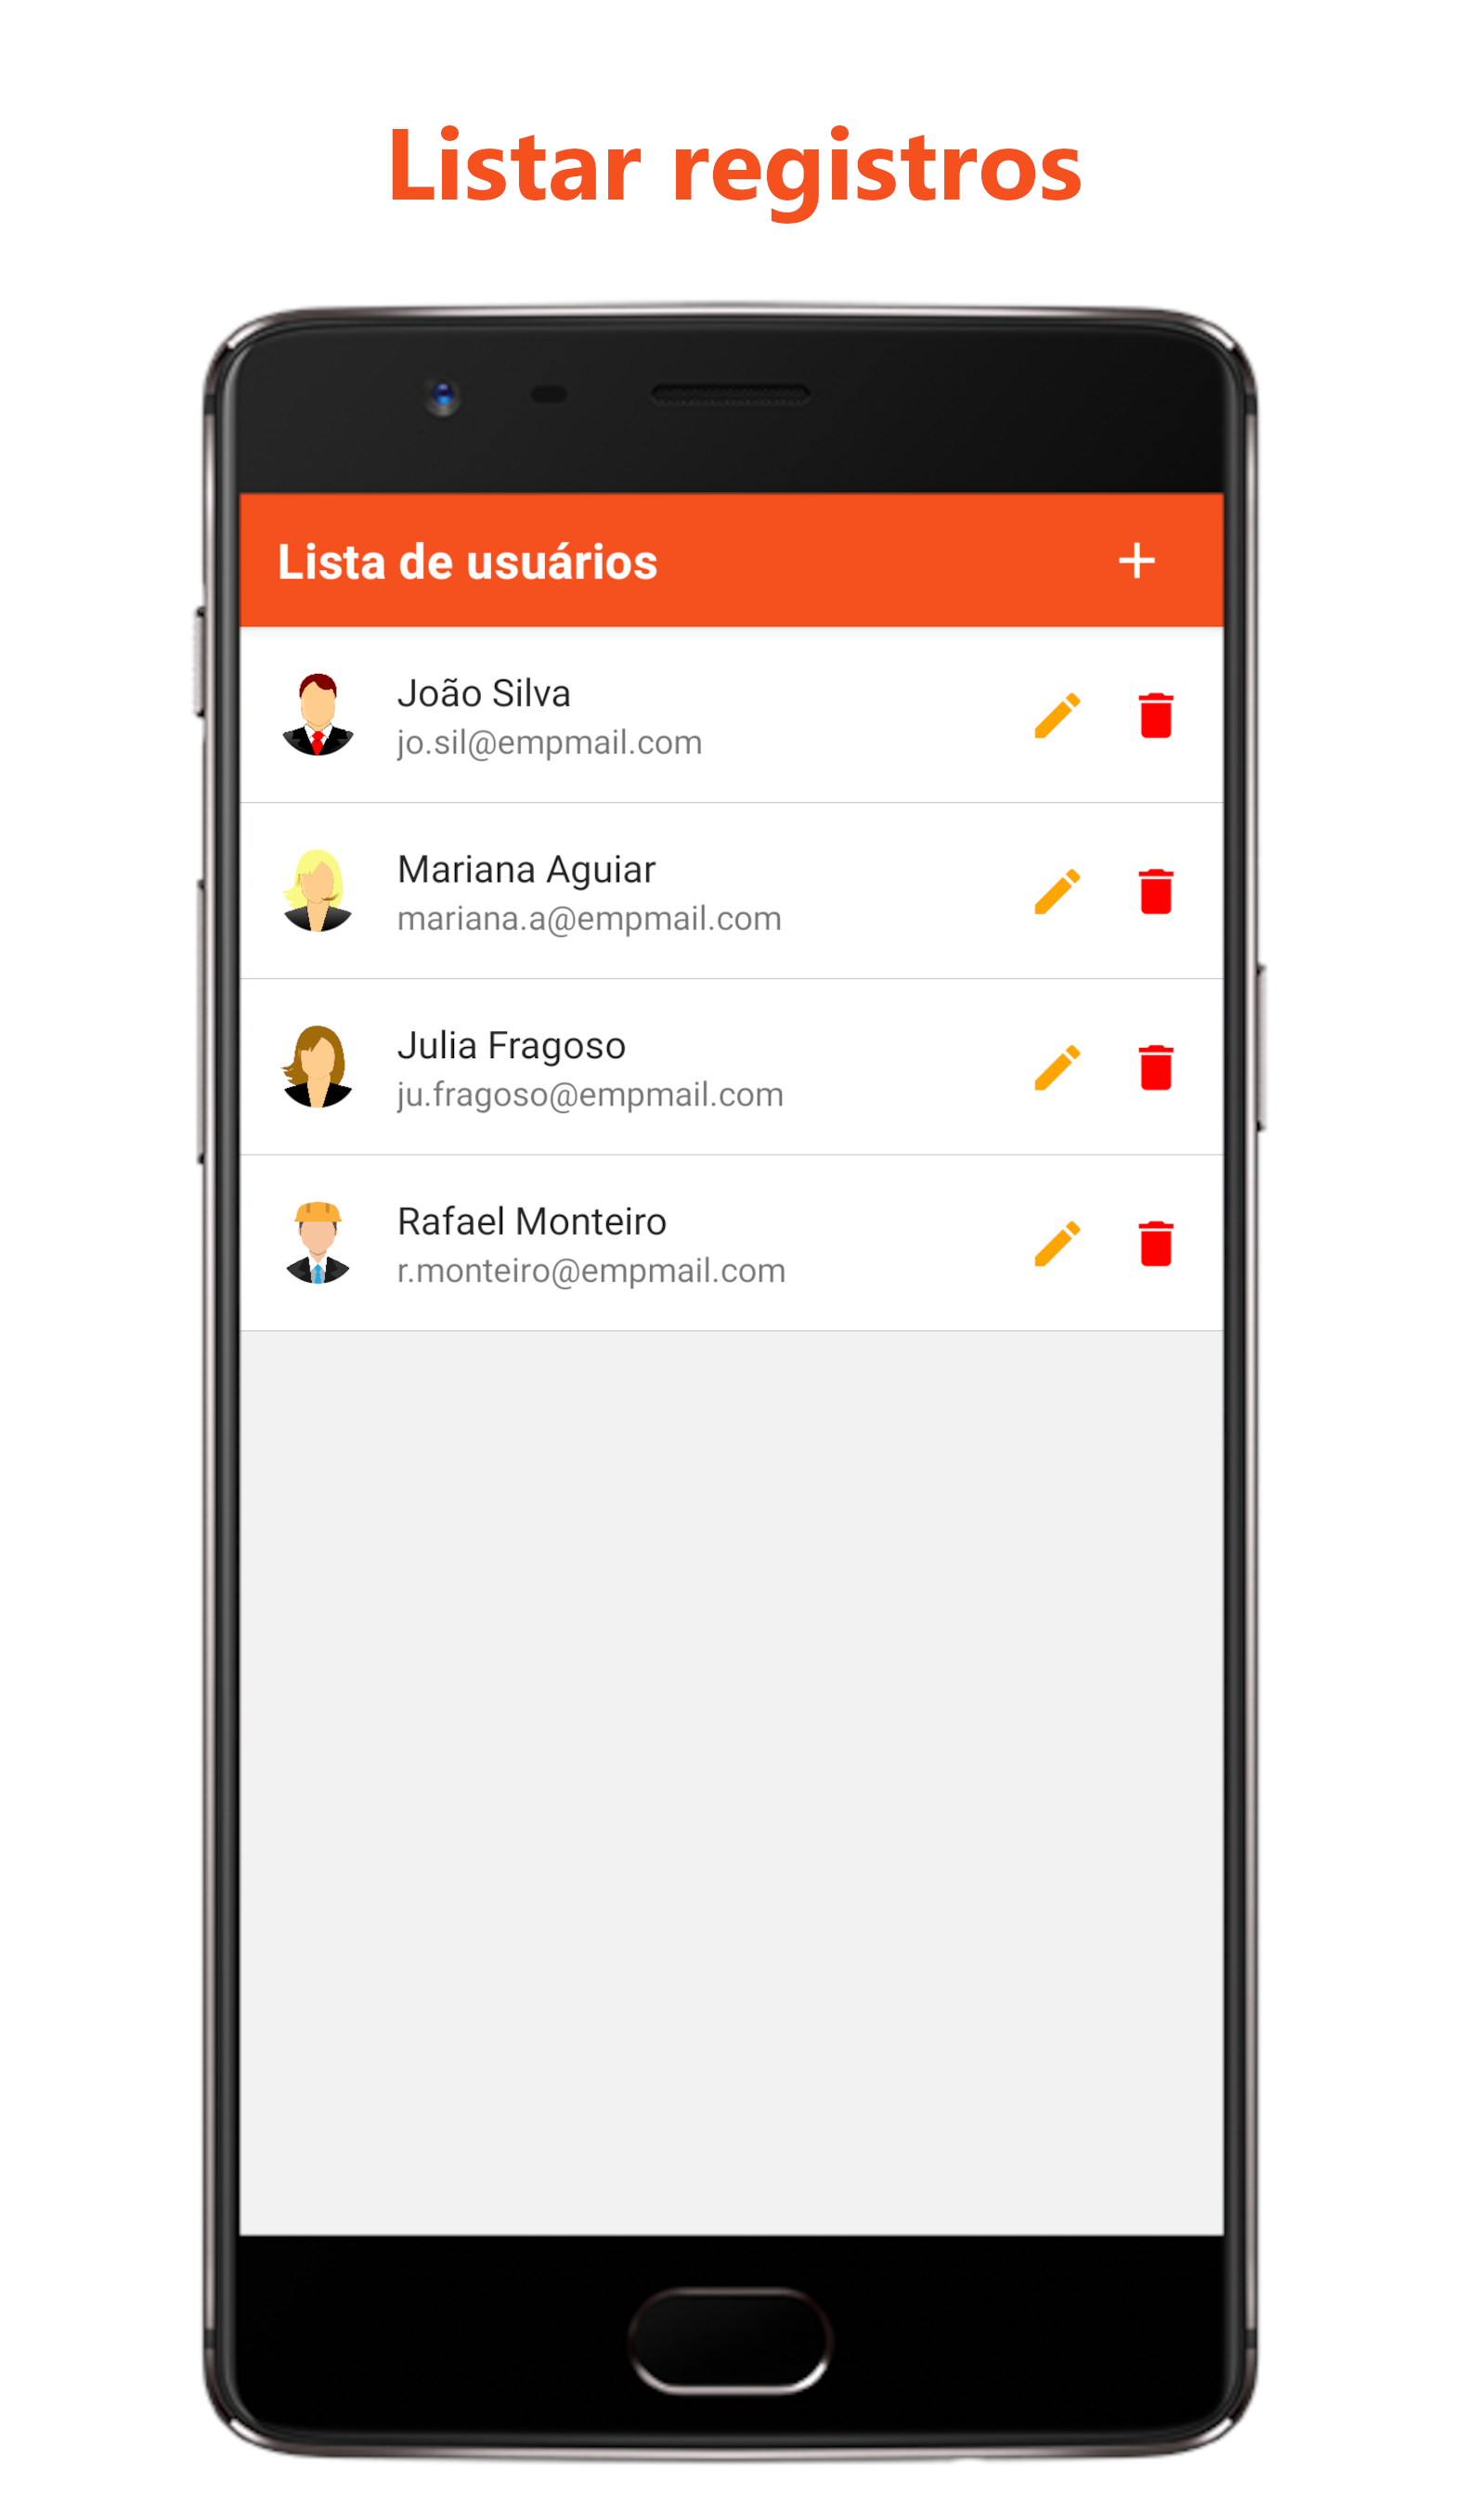 Listar registros
Lista de usuários
João Silva
jo.sil@empmail.com
Mariana Aguiar
mariana.a@empmail.com
Julia Fragoso
ju.fragoso@empmail.com
Rafael Monteiro
r.monteiro@empmail.com